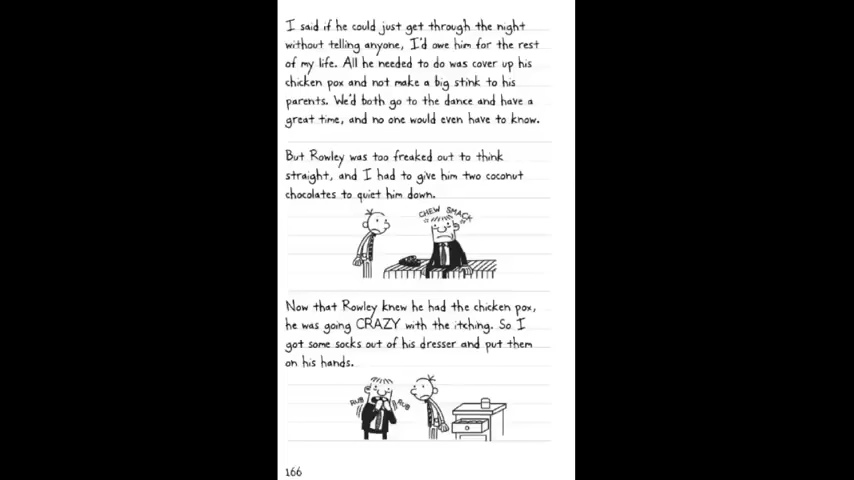 I said if he could just get through the night
without telling anyone, I'd owe him for the rest
of my life. All he needed to do was cover up his
chicken pox and not make a big stink to his
parents. We'd both go to the dance and have a
great time, and no one would even have to know.
But Rowley was too freaked out to think
straight, and I had to give him two coconut
chocolates to quiet him down.
CHEW SMACK
Now that Rowley knew he had the chicken pox,
he was going CRAZY with the itching. So I
got some socks out of his dresser and put them
on his hands.
RUB RUB
166